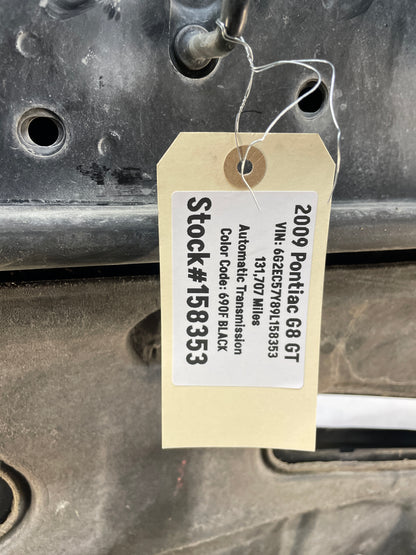 2009 Pontiac G8 GT
VIN: 6G2EC57Y89L158353
131,707 Miles
Automatic Transmission
Color Code: 690F BLACK
Stock#158353